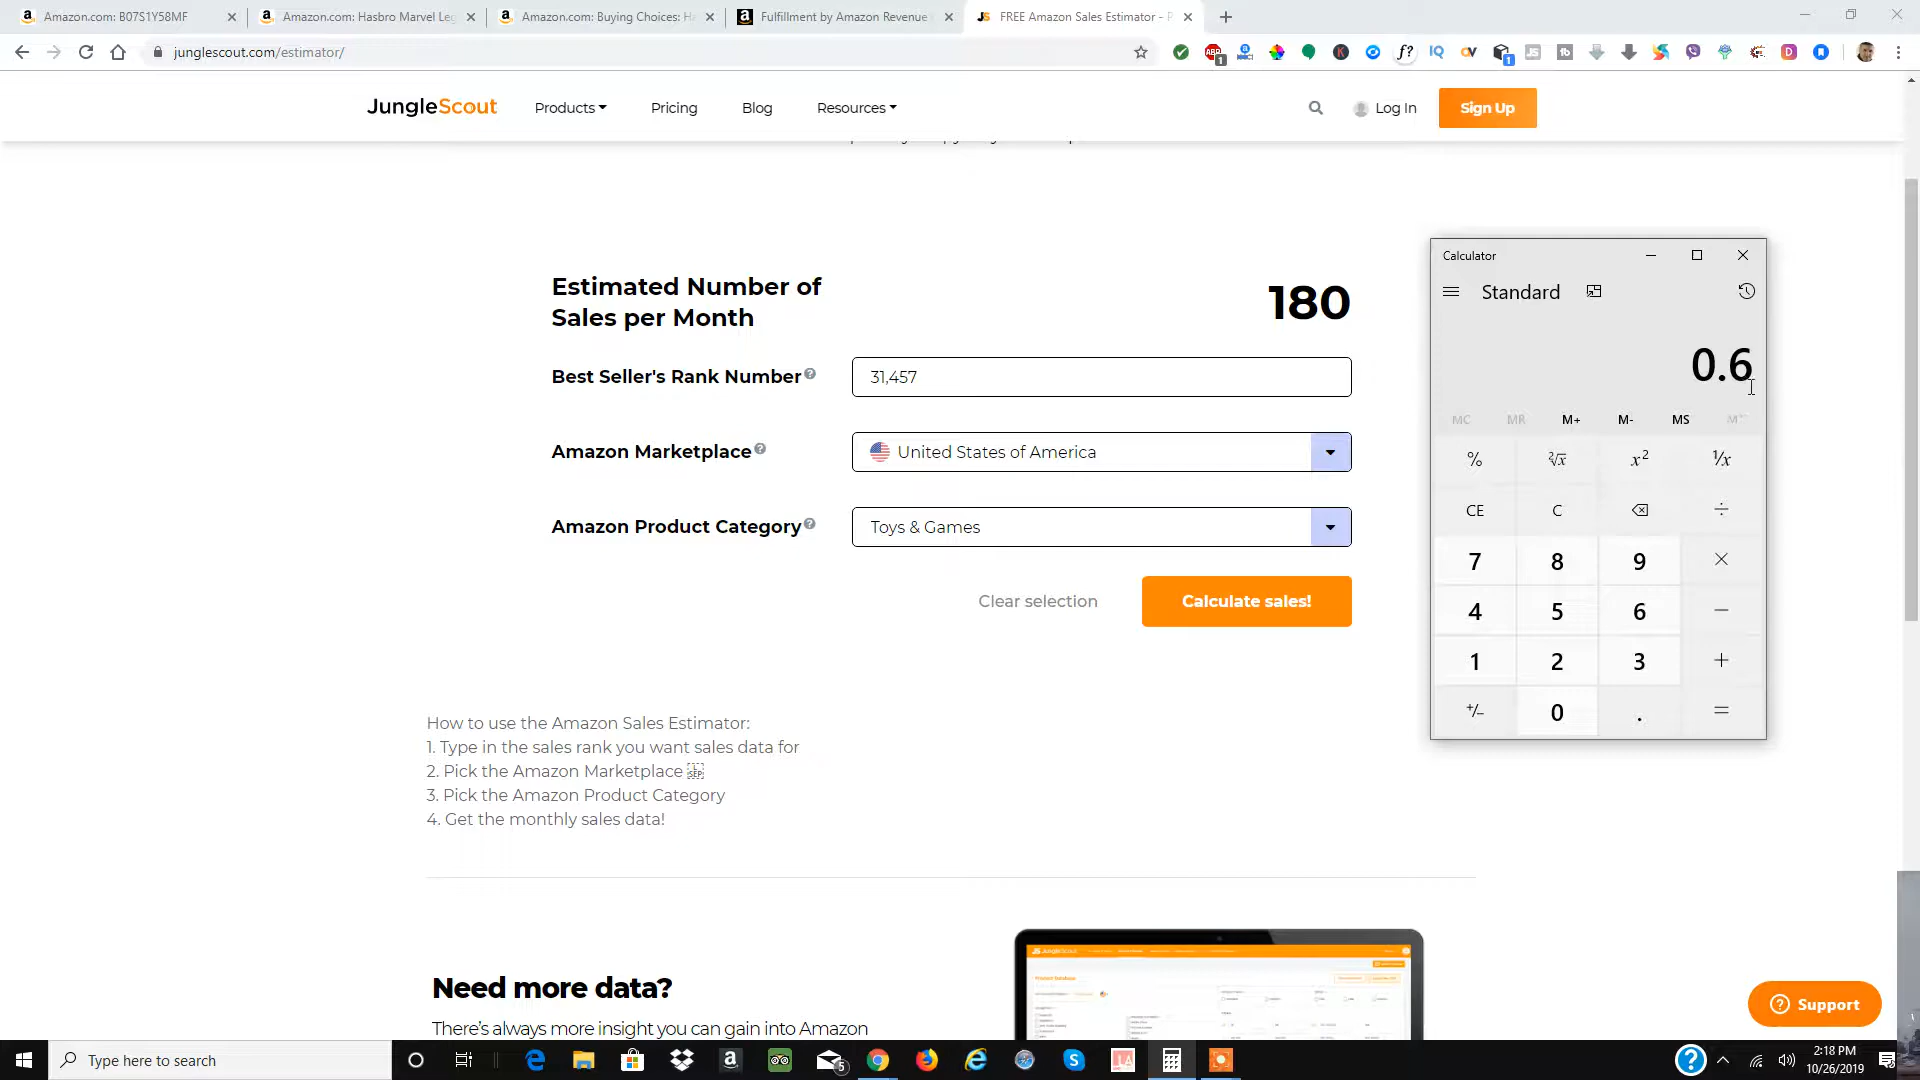 Amazon.com: B07S1Y58MF
Amazon.com: Hasbro Marvel Leg
Amazon.com: Buying Choices: Ha
Fulfillment by Amazon Revenue
FREE Amazon Sales Estimator - P
junglescout.com/estimator/
JungleScout
Products
Pricing
Blog
Resources
Log In
Sign Up
Estimated Number of
Sales per Month
180
Best Seller's Rank Number
31,457
Amazon Marketplace
United States of America
Amazon Product Category
Toys & Games
Clear selection
Calculate sales!
How to use the Amazon Sales Estimator:
1. Type in the sales rank you want sales data for
2. Pick the Amazon Marketplace
3. Pick the Amazon Product Category
4. Get the monthly sales data!
Need more data?
There's always more insight you can gain into Amazon
Support
Calculator
Standard
0.6
MC MR M+ M- MS
% ²√x x² ¹/x
CE C ÷
7 8 9 ×
4 5 6 −
1 2 3 +
+/− 0 . =
Type here to search
2:18 PM
10/26/2019